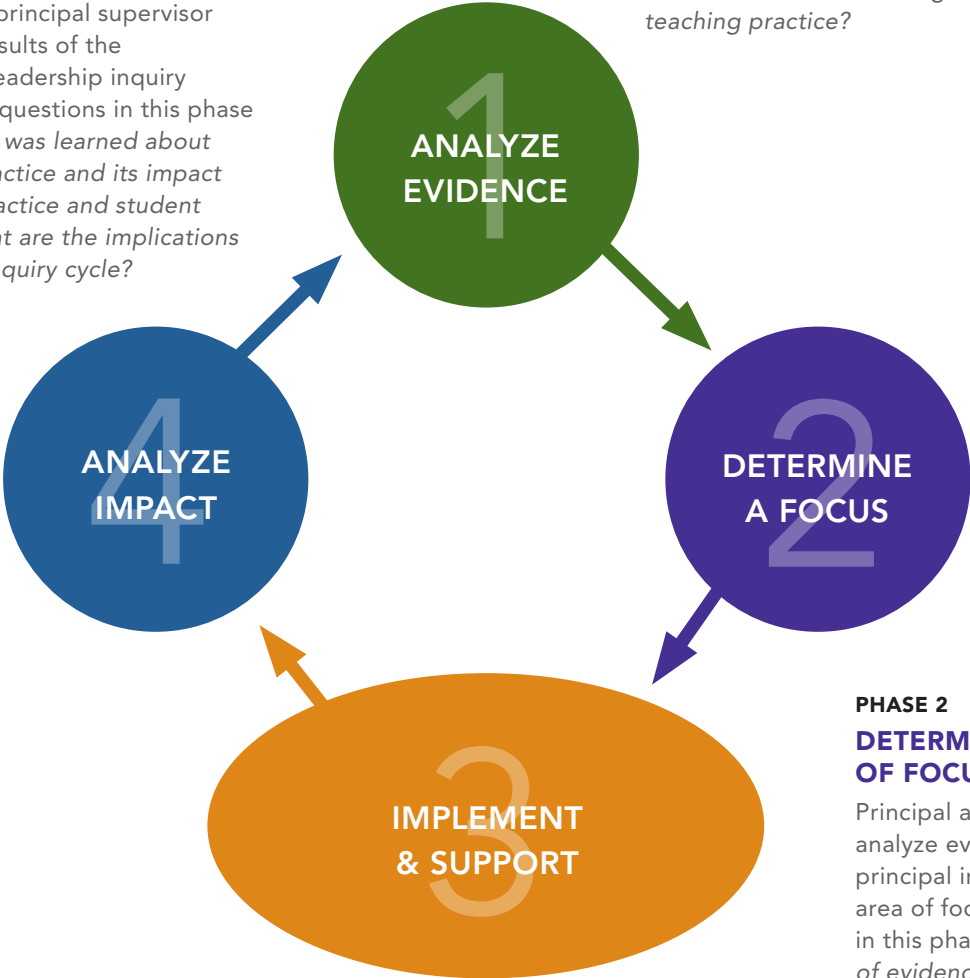 principal supervisor
sults of the
eadership inquiry
questions in this phase
was learned about
actice and its impact
actice and student
at are the implications
quiry cycle?
teaching practice?
1
ANALYZE
EVIDENCE
4
ANALYZE
IMPACT
2
DETERMINE
A FOCUS
3
IMPLEMENT
& SUPPORT
PHASE 2
DETERM
OF FOCU
Principal a
analyze ev
principal in
area of foc
in this pha
of evidenc